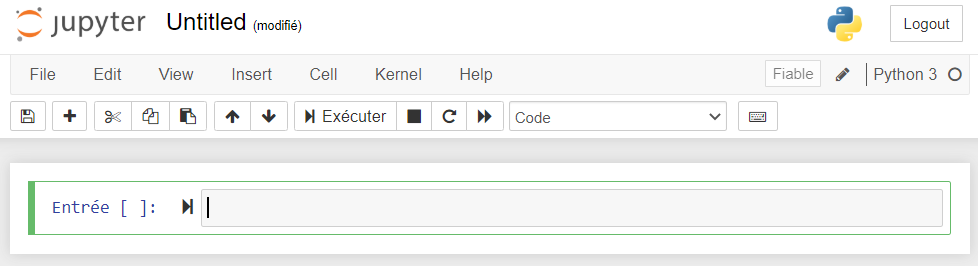 jupyter Untitled (modifié) Logout
File Edit View Insert Cell Kernel Help Fiable Python 3
Exécuter Code
Entrée [ ]: